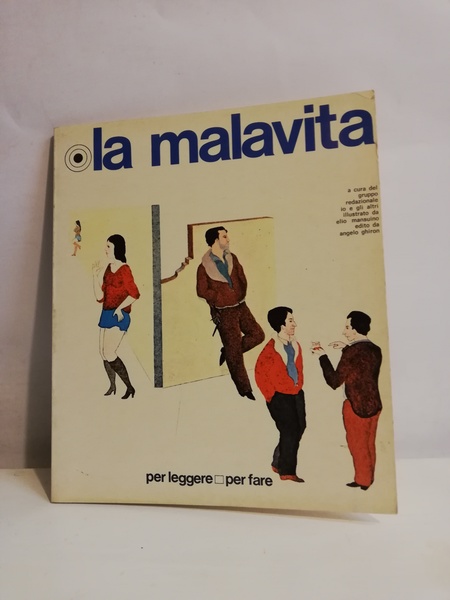 la malavita
a cura del
gruppo
redazionale
io e gli altri
illustrato da
elio manauino
edito da
angelo ghiron
per leggere □ per fare